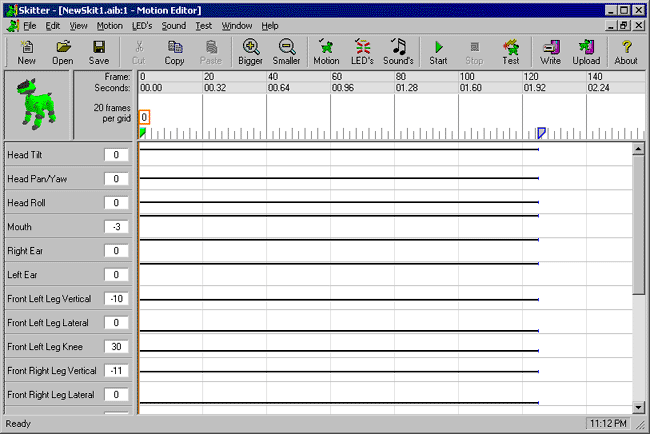 Skitter - [NewSkit1.aib:1 - Motion Editor]
File Edit View Motion LED's Sound Test Window Help
New Open Save Cut Copy Paste Bigger Smaller Motion LED's Sound's Start Stop Test Write Upload About
Frame: 0 20 40 60 80 100 120 140
Seconds: 00.00 00.32 00.64 00.96 01.28 01.60 01.92 02.24
20 frames
per grid 0
Head Tilt 0
Head Pan/Yaw 0
Head Roll 0
Mouth -3
Right Ear 0
Left Ear 0
Front Left Leg Vertical -10
Front Left Leg Lateral 0
Front Left Leg Knee 30
Front Right Leg Vertical -11
Front Right Leg Lateral 0
Ready 11:12 PM